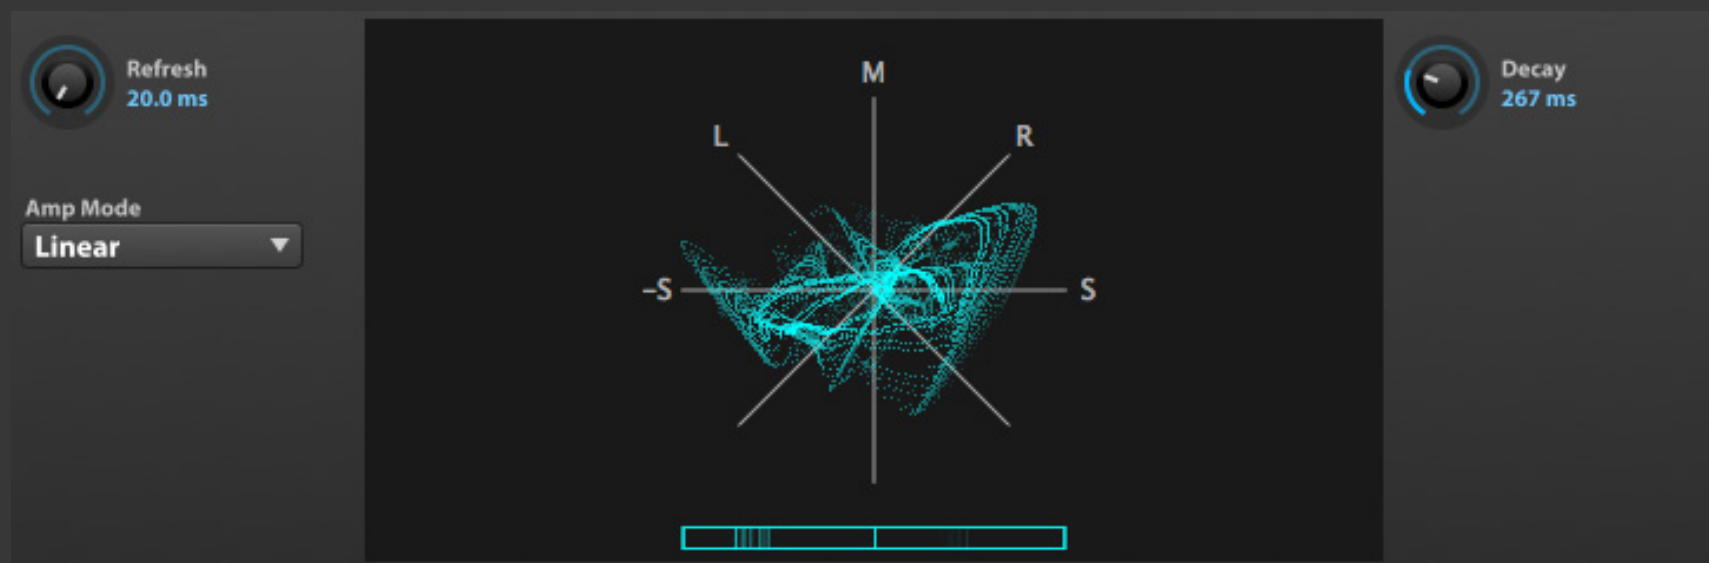 Refresh
20.0 ms
Amp Mode
Linear
M
L
R
–S
S
Decay
267 ms